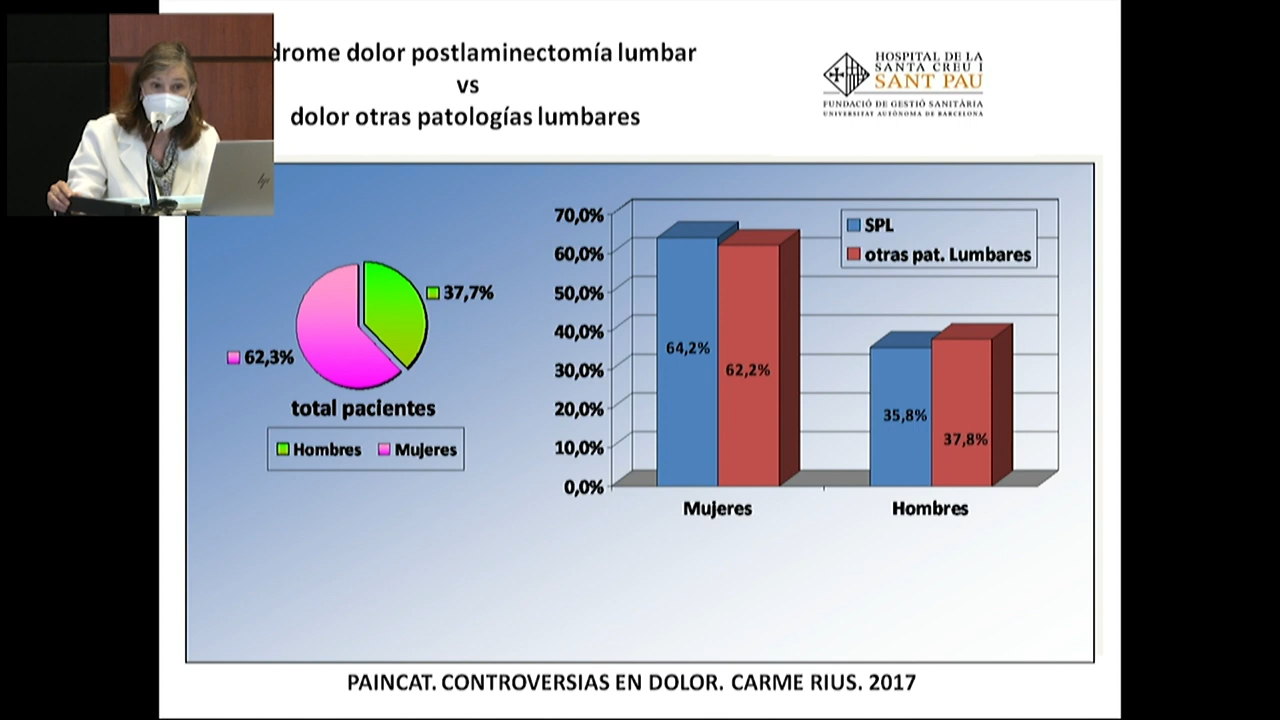 drome dolor postlaminectomía lumbar
vs
dolor otras patologías lumbares
HOSPITAL DE LA
SANTA CREU I
SANT PAU
FUNDACIÓ DE GESTIÓ SANITÀRIA
UNIVERSITAT AUTÒNOMA DE BARCELONA
hp
37,7%
62,3%
total pacientes
Hombres Mujeres
70,0%
60,0%
50,0%
40,0%
30,0%
20,0%
10,0%
0,0%
SPL
otras pat. Lumbares
64,2%
62,2%
35,8%
37,8%
Mujeres Hombres
PAINCAT. CONTROVERSIAS EN DOLOR. CARME RIUS. 2017